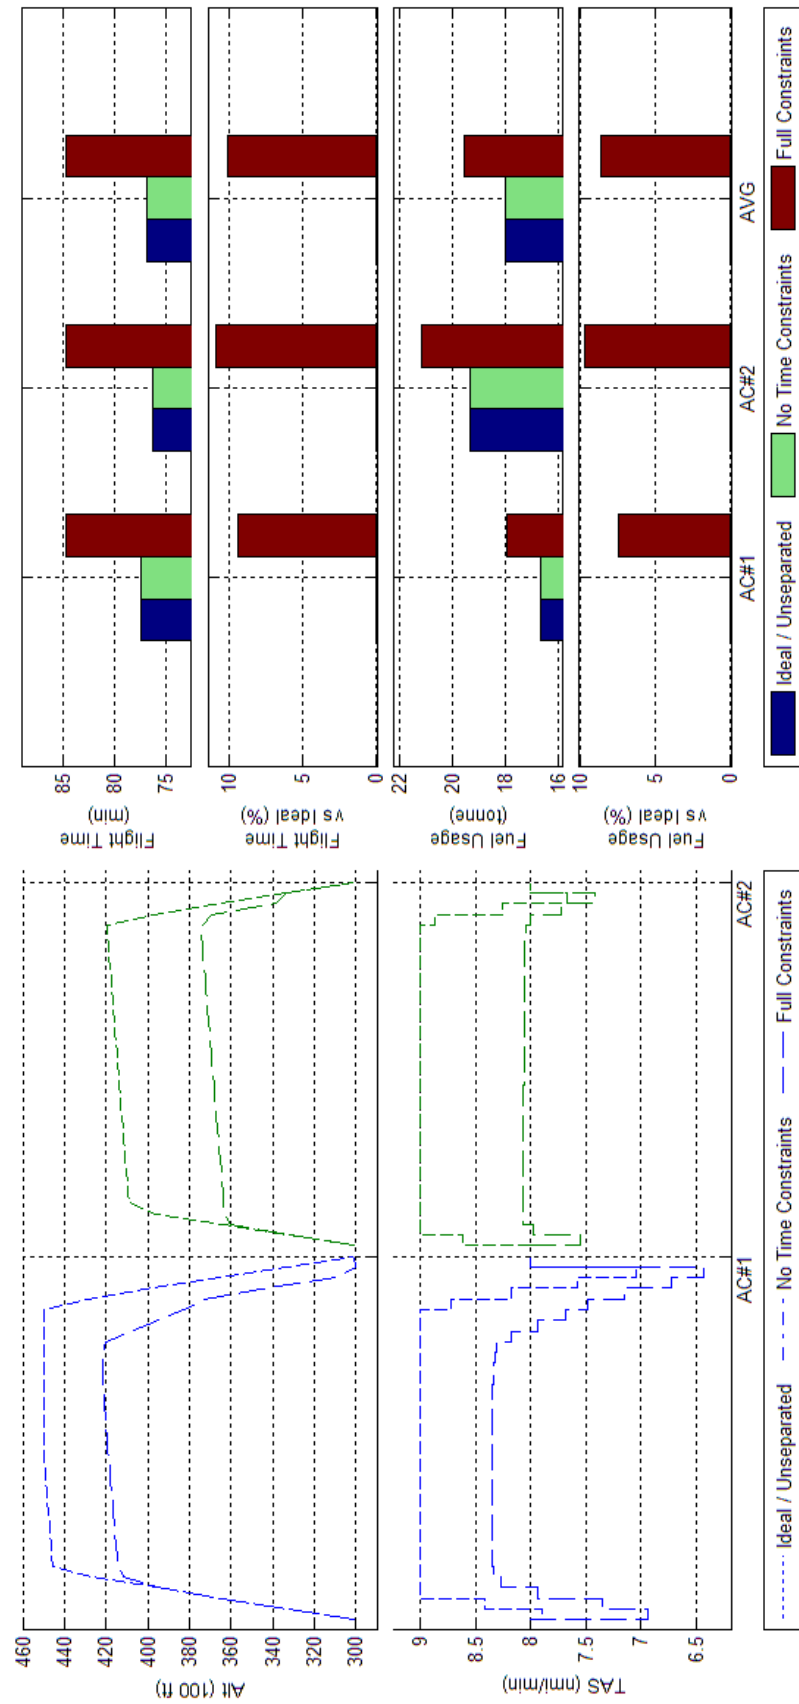 Alt (100 ft)
460
440
420
400
380
360
340
320
300
TAS (nmi/min)
9
8.5
8
7.5
7
6.5
AC#1 AC#2
Ideal / Unseparated No Time Constraints Full Constraints
Flight Time
(min)
85
80
75
Flight Time
vs Ideal (%)
10
5
0
Fuel Usage
(tonne)
22
20
18
16
Fuel Usage
vs Ideal (%)
10
5
0
AC#1 AC#2 AVG
Ideal / Unseparated No Time Constraints Full Constraints